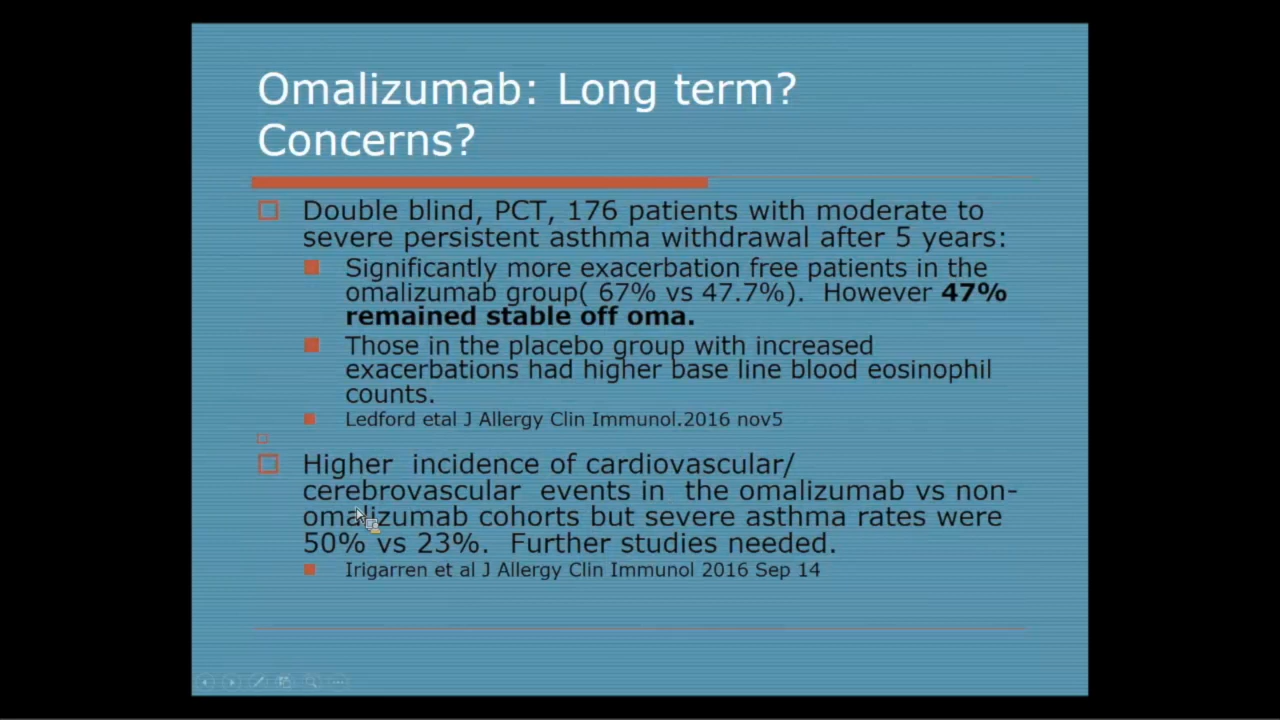 Omalizumab: Long term?
Concerns?
Double blind, PCT, 176 patients with moderate to
severe persistent asthma withdrawal after 5 years:
Significantly more exacerbation free patients in the
omalizumab group( 67% vs 47.7%).  However 47%
remained stable off oma.
Those in the placebo group with increased
exacerbations had higher base line blood eosinophil
counts.
Ledford etal J Allergy Clin Immunol.2016 nov5
Higher  incidence of cardiovascular/
cerebrovascular  events in  the omalizumab vs non-
omalizumab cohorts but severe asthma rates were
50% vs 23%.  Further studies needed.
Irigarren et al J Allergy Clin Immunol 2016 Sep 14